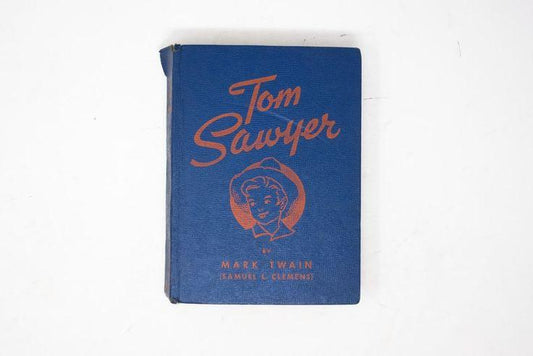 Tom
Sawyer
BY
MARK TWAIN
(SAMUEL L. CLEMENS)